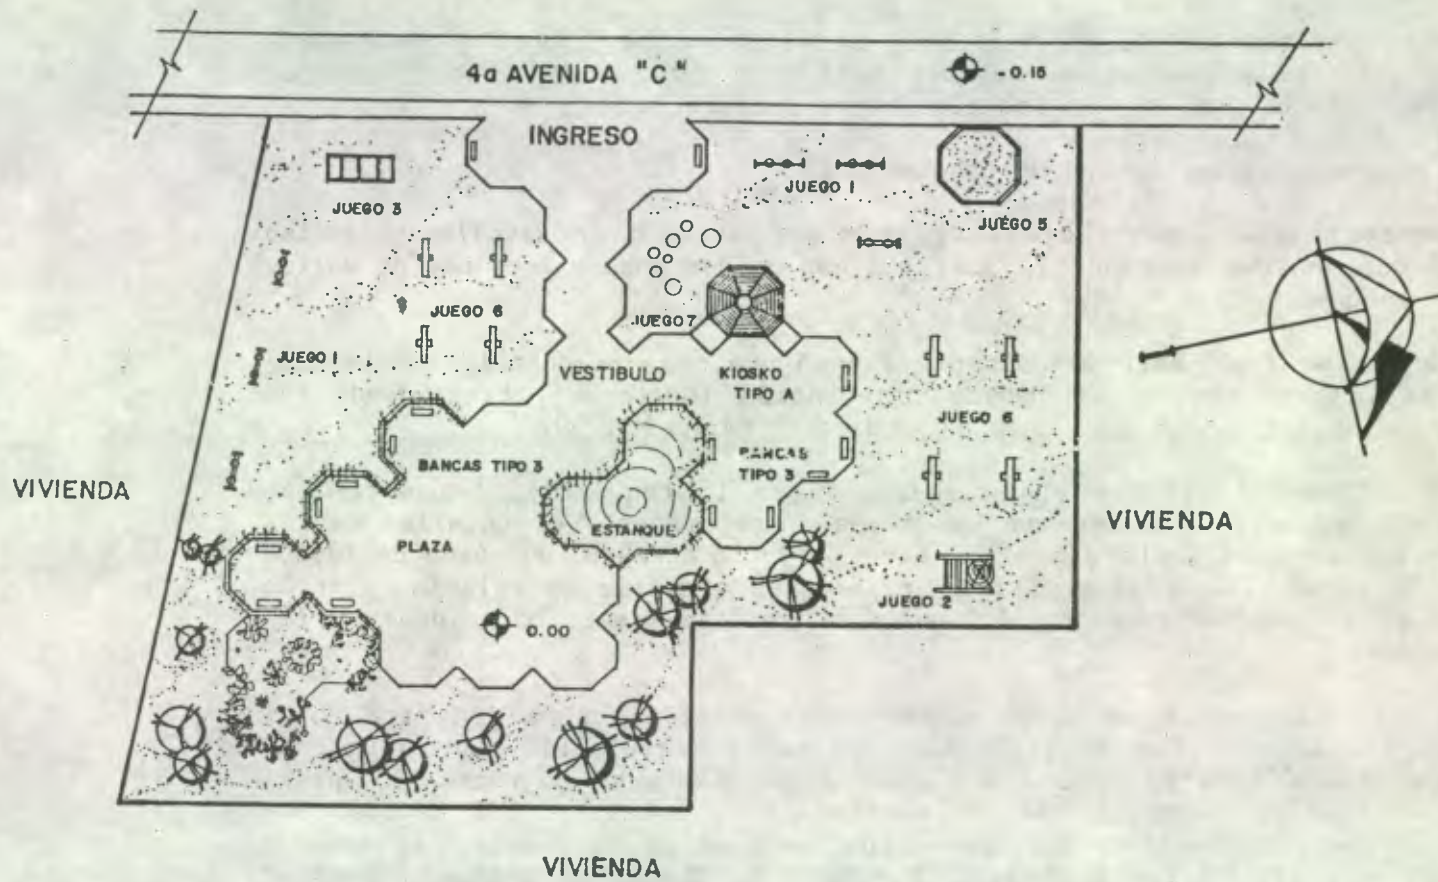 4a AVENIDA "C"
-0.15
INGRESO
JUEGO 3
JUEGO 1
JUEGO 5
JUEGO 6
JUEGO 7
JUEGO 1
VESTIBULO
KIOSKO
TIPO A
JUEGO 6
BANCAS TIPO 3
BANCAS
TIPO 3
VIVIENDA
ESTANQUE
VIVIENDA
PLAZA
JUEGO 2
0.00
VIVIENDA